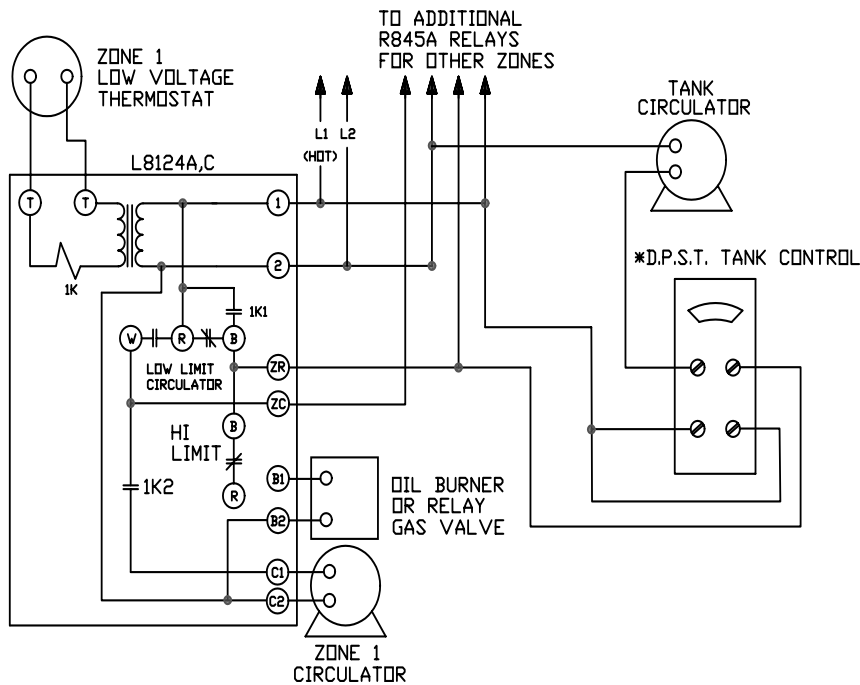 TO ADDITIONAL
R845A RELAYS
FOR OTHER ZONES
ZONE 1
LOW VOLTAGE
THERMOSTAT
TANK
CIRCULATOR
L1 L2
(HOT)
L8124A,C
T T
1
2
1K
*D.P.S.T. TANK CONTROL
1K1
W R B
LOW LIMIT
CIRCULATOR
ZR
ZC
B
HI
LIMIT
R
1K2
B1
B2
OIL BURNER
OR RELAY
GAS VALVE
C1
C2
ZONE 1
CIRCULATOR